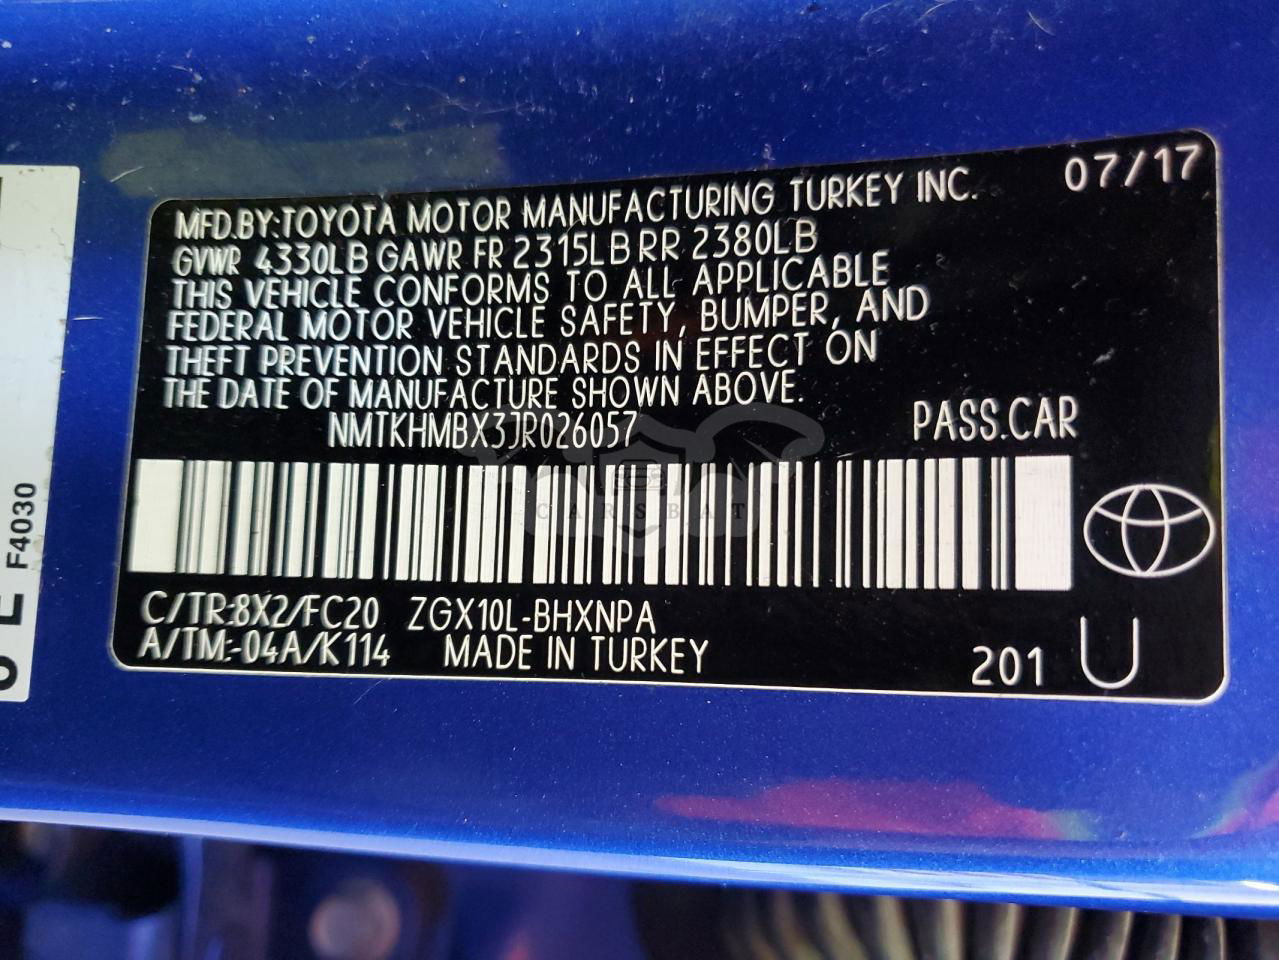 MFD.BY:TOYOTA MOTOR MANUFACTURING TURKEY INC. 07/17
GVWR 4330LB GAWR FR 2315LB RR 2380LB
THIS VEHICLE CONFORMS TO ALL APPLICABLE
FEDERAL MOTOR VEHICLE SAFETY, BUMPER, AND
THEFT PREVENTION STANDARDS IN EFFECT ON
THE DATE OF MANUFACTURE SHOWN ABOVE.
NMTKHMBX3JR026057 PASS.CAR
CARSBAT
C/TR:8X2/FC20 ZGX10L-BHXNPA
A/TM:-04A/K114 MADE IN TURKEY
201 U
F4030